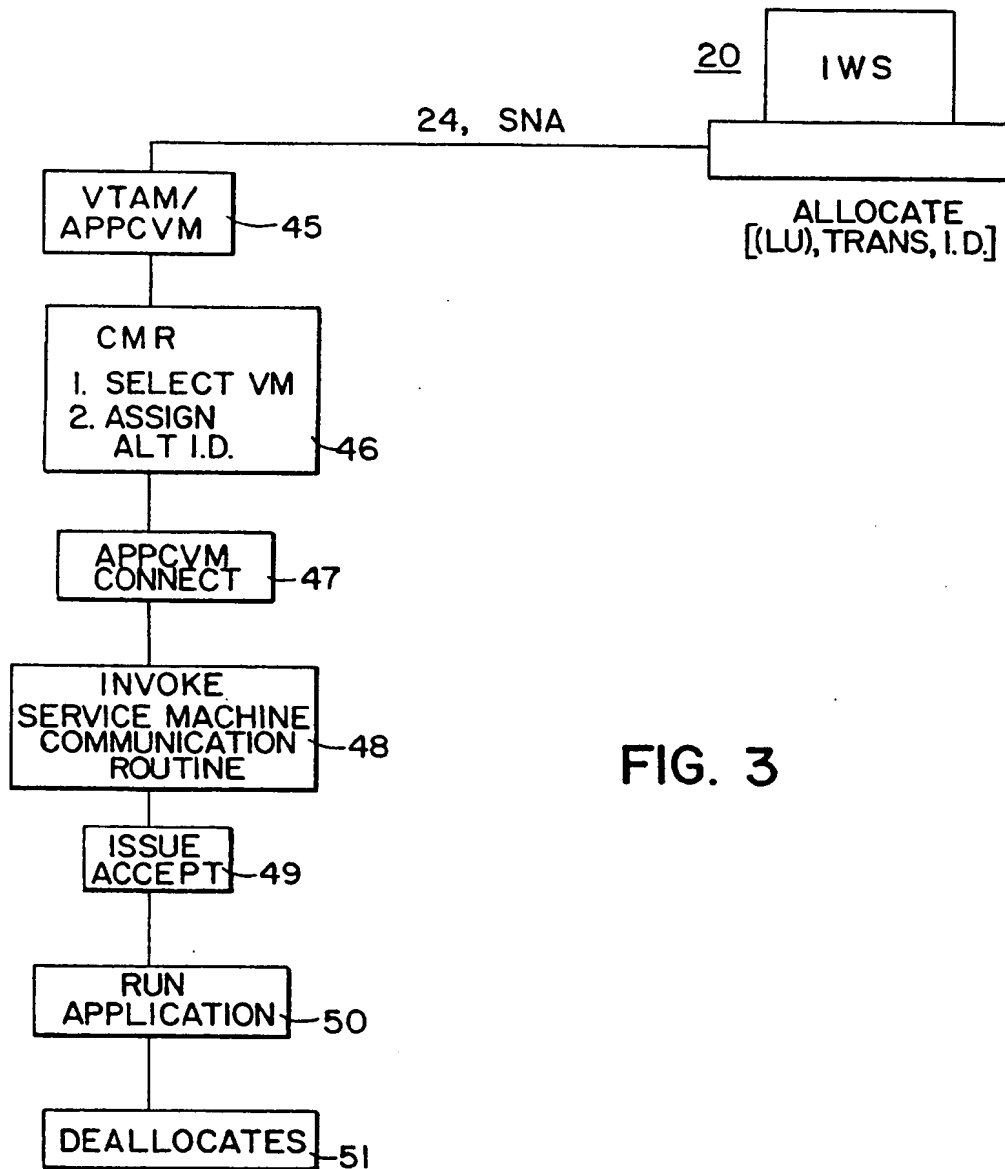 20
IWS
24, SNA
ALLOCATE
[(LU), TRANS, I.D.]
VTAM/
APPCVM
45
CMR
1. SELECT VM
2. ASSIGN
ALT I.D.
46
APPCVM
CONNECT
47
INVOKE
SERVICE MACHINE
COMMUNICATION
ROUTINE
48
ISSUE
ACCEPT
49
RUN
APPLICATION
50
DEALLOCATES
51
FIG. 3